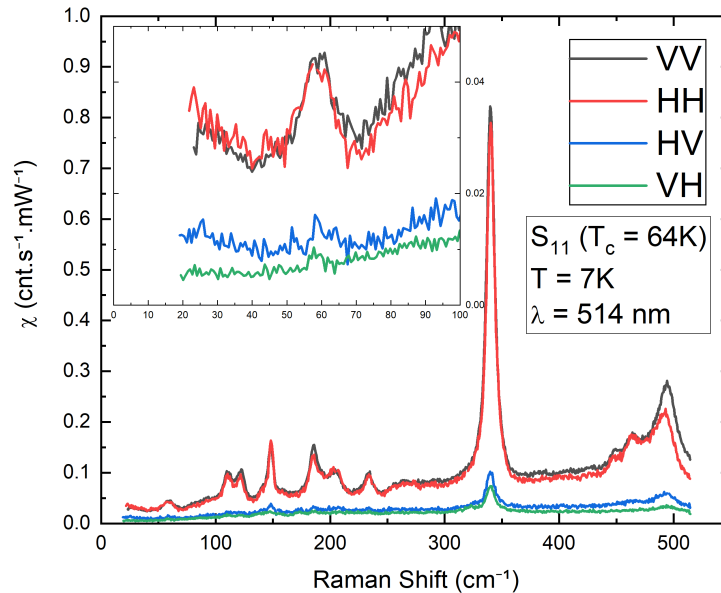 1.0
0.9
0.8
0.7
0.6
0.5
0.4
0.3
0.2
0.1
0.0
χ (cnt.s⁻¹.mW⁻¹)
0.04
0.02
0.00
0 10 20 30 40 50 60 70 80 90 100
VV
HH
HV
VH
S₁₁ (T_c = 64K)
T = 7K
λ = 514 nm
0 100 200 300 400 500
Raman Shift (cm⁻¹)